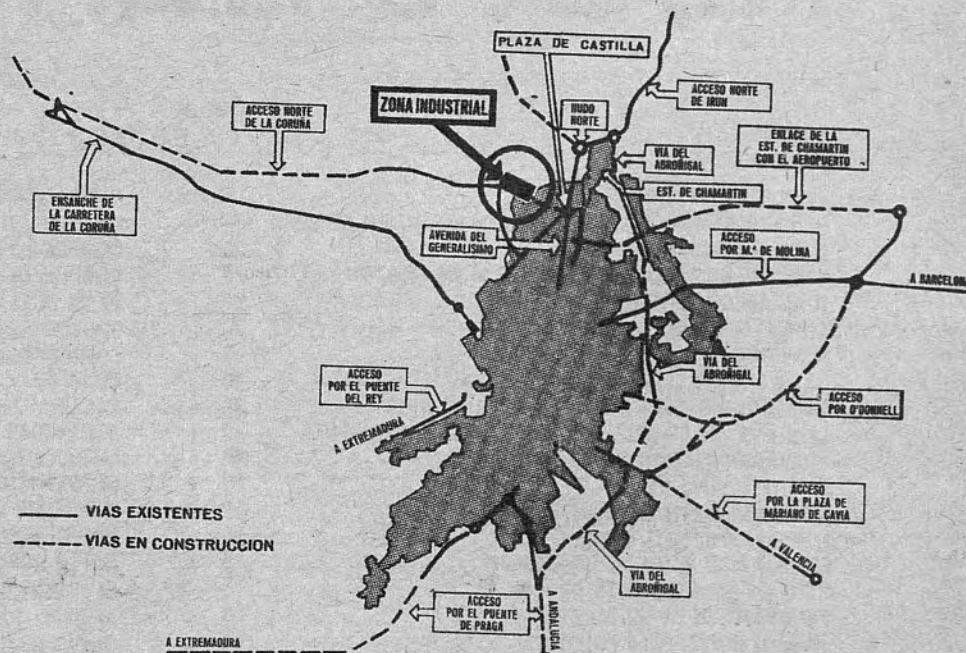 PLAZA DE CASTILLA
ZONA INDUSTRIAL
ACCESO NORTE
DE LA CORUÑA
NUDO
NORTE
ACCESO NORTE
DE IRUN
ENLACE DE LA
EST. DE CHAMARTIN
CON EL AEROPUERTO
VIA DEL
ABROÑIGAL
EST. DE CHAMARTIN
ENSANCHE DE
LA CARRETERA
DE LA CORUÑA
AVENIDA DEL
GENERALISIMO
ACCESO
POR M.ª DE MOLINA
A BARCELONA
ACCESO
POR EL PUENTE
DEL REY
VIA DEL
ABROÑIGAL
ACCESO
POR O'DONNELL
A EXTREMADURA
ACCESO
POR LA PLAZA DE
MARIANO DE CAVIA
VIAS EXISTENTES
VIAS EN CONSTRUCCION
A VALENCIA
VIA DEL
ABROÑIGAL
ACCESO
POR EL PUENTE
DE PRAGA
A ANDALUCIA
A EXTREMADURA